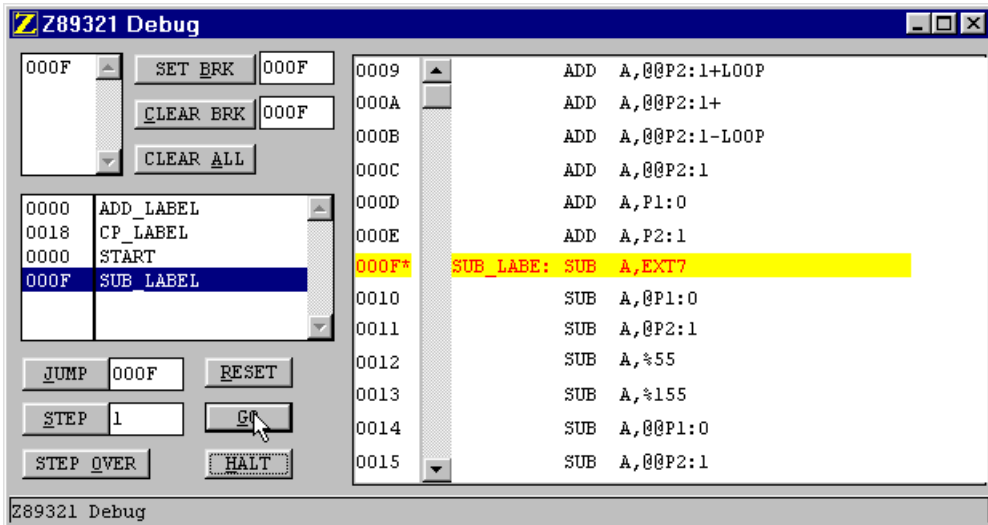 Z Z89321 Debug
000F
SET BRK 000F
CLEAR BRK 000F
CLEAR ALL
0000 ADD_LABEL
0018 CP_LABEL
0000 START
000F SUB_LABEL
JUMP 000F RESET
STEP 1 GO
STEP OVER HALT
0009 ADD A,@@P2:1+LOOP
000A ADD A,@@P2:1+
000B ADD A,@@P2:1-LOOP
000C ADD A,@@P2:1
000D ADD A,P1:0
000E ADD A,P2:1
000F* SUB_LABE: SUB A,EXT7
0010 SUB A,@P1:0
0011 SUB A,@P2:1
0012 SUB A,%55
0013 SUB A,%155
0014 SUB A,@@P1:0
0015 SUB A,@@P2:1
Z89321 Debug